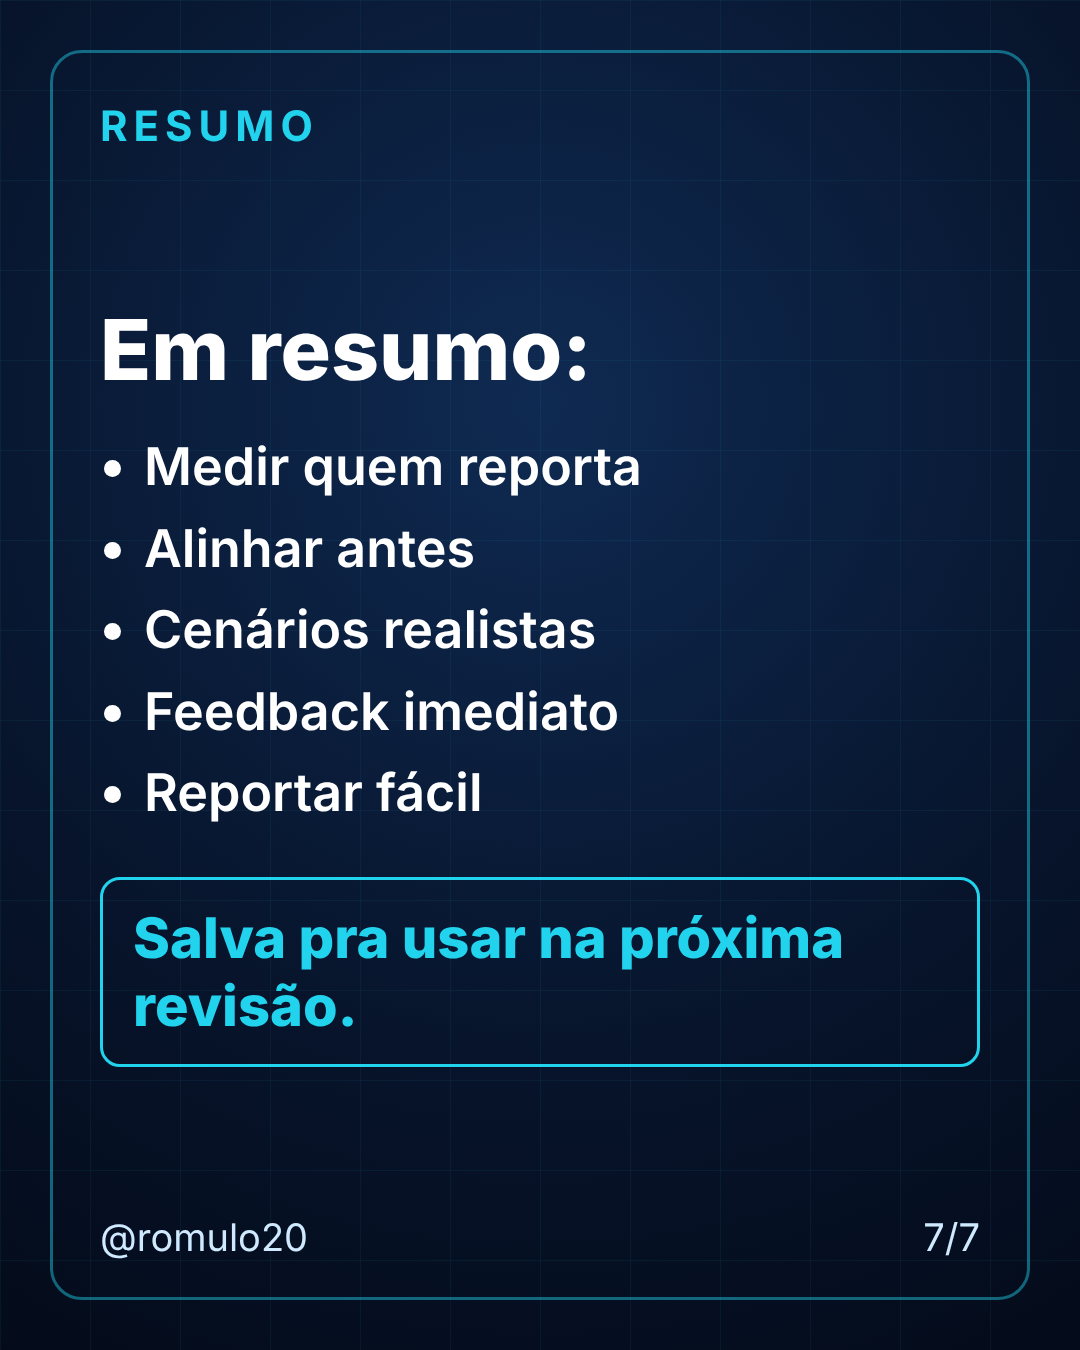 RESUMO
Em resumo:
• Medir quem reporta
• Alinhar antes
• Cenários realistas
• Feedback imediato
• Reportar fácil
Salva pra usar na próxima
revisão.
@romulo20
7/7